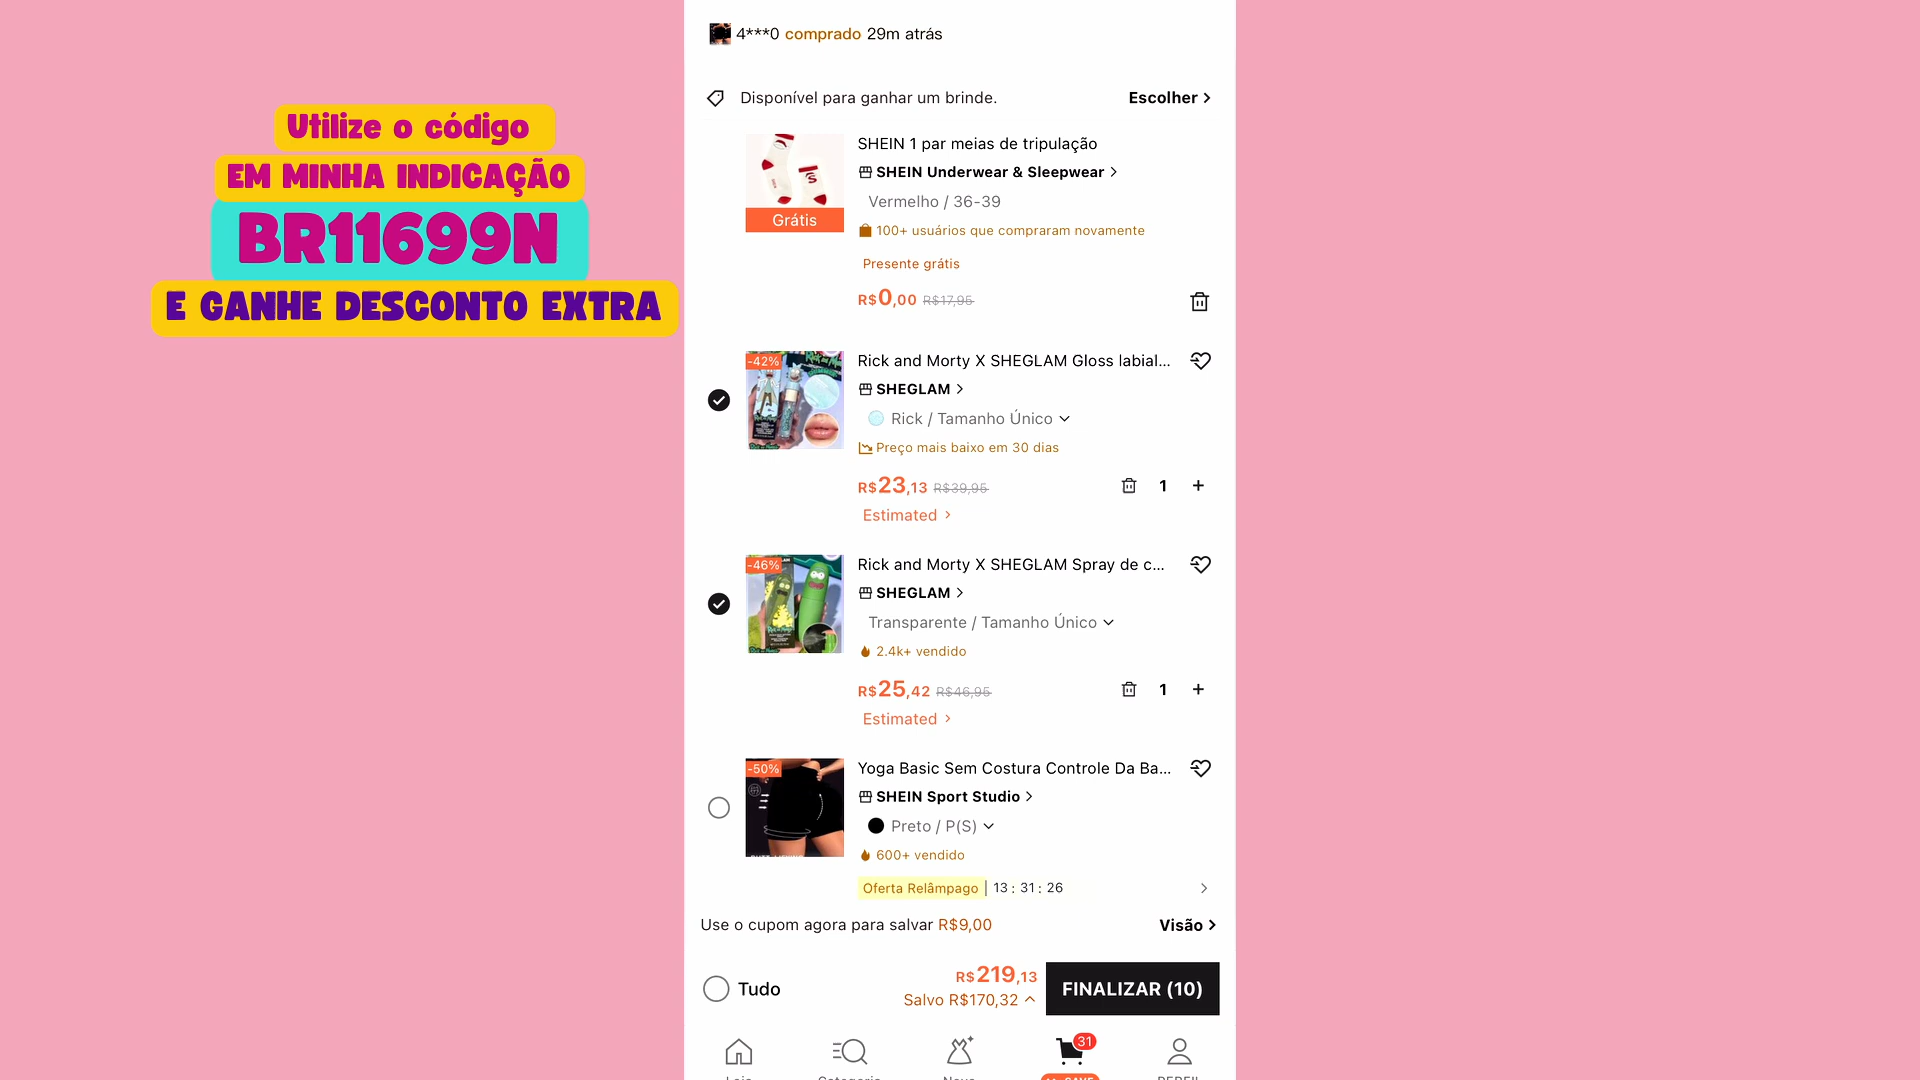 Utilize o código
EM MINHA INDICAÇÃO
BR11699N
E GANHE DESCONTO EXTRA
4***0 comprado 29m atrás
Disponível para ganhar um brinde.
Escolher
SHEIN 1 par meias de tripulação
SHEIN Underwear & Sleepwear
Vermelho / 36-39
Grátis
100+ usuários que compraram novamente
Presente grátis
R$0,00 R$17,95
-42%
Rick and Morty X SHEGLAM Gloss labial...
SHEGLAM
Rick / Tamanho Único
Preço mais baixo em 30 dias
R$23,13 R$39,95
1 +
Estimated
-46%
Rick and Morty X SHEGLAM Spray de c...
SHEGLAM
Transparente / Tamanho Único
2.4k+ vendido
R$25,42 R$46,95
1 +
Estimated
-50%
Yoga Basic Sem Costura Controle Da Ba...
SHEIN Sport Studio
Preto / P(S)
600+ vendido
Oferta Relâmpago | 13 : 31 : 26
Use o cupom agora para salvar R$9,00
Visão
Tudo
R$219,13
Salvo R$170,32
FINALIZAR (10)
31